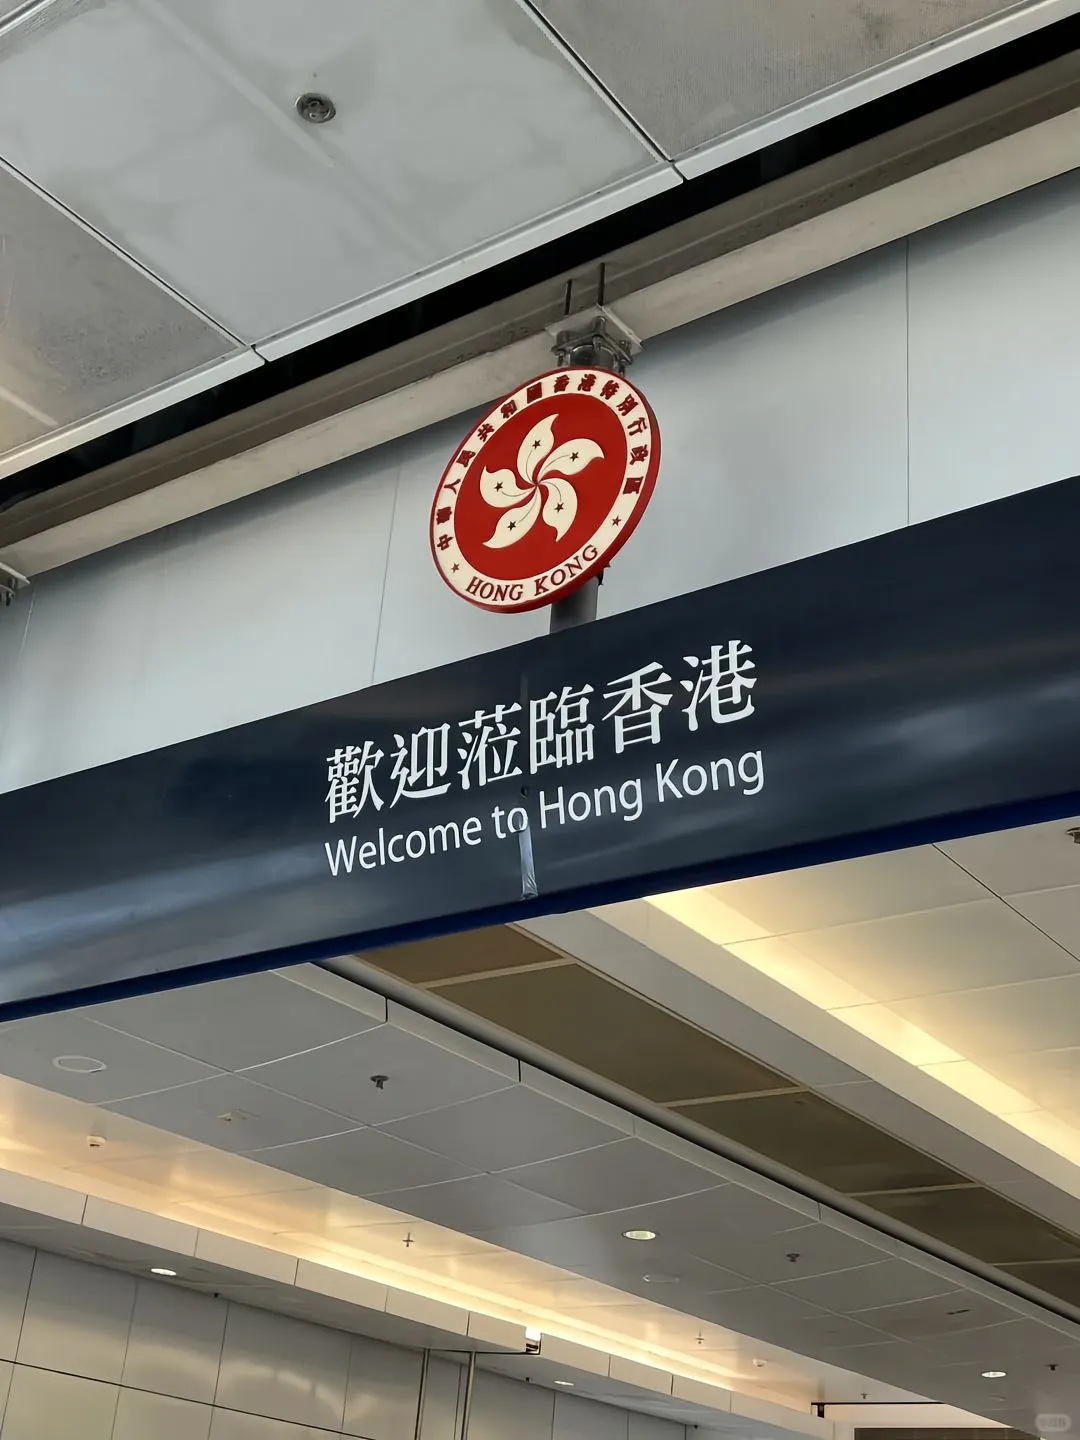 中華人民共和國香港特別行政區
★ HONG KONG ★
歡迎蒞臨香港
Welcome to Hong Kong